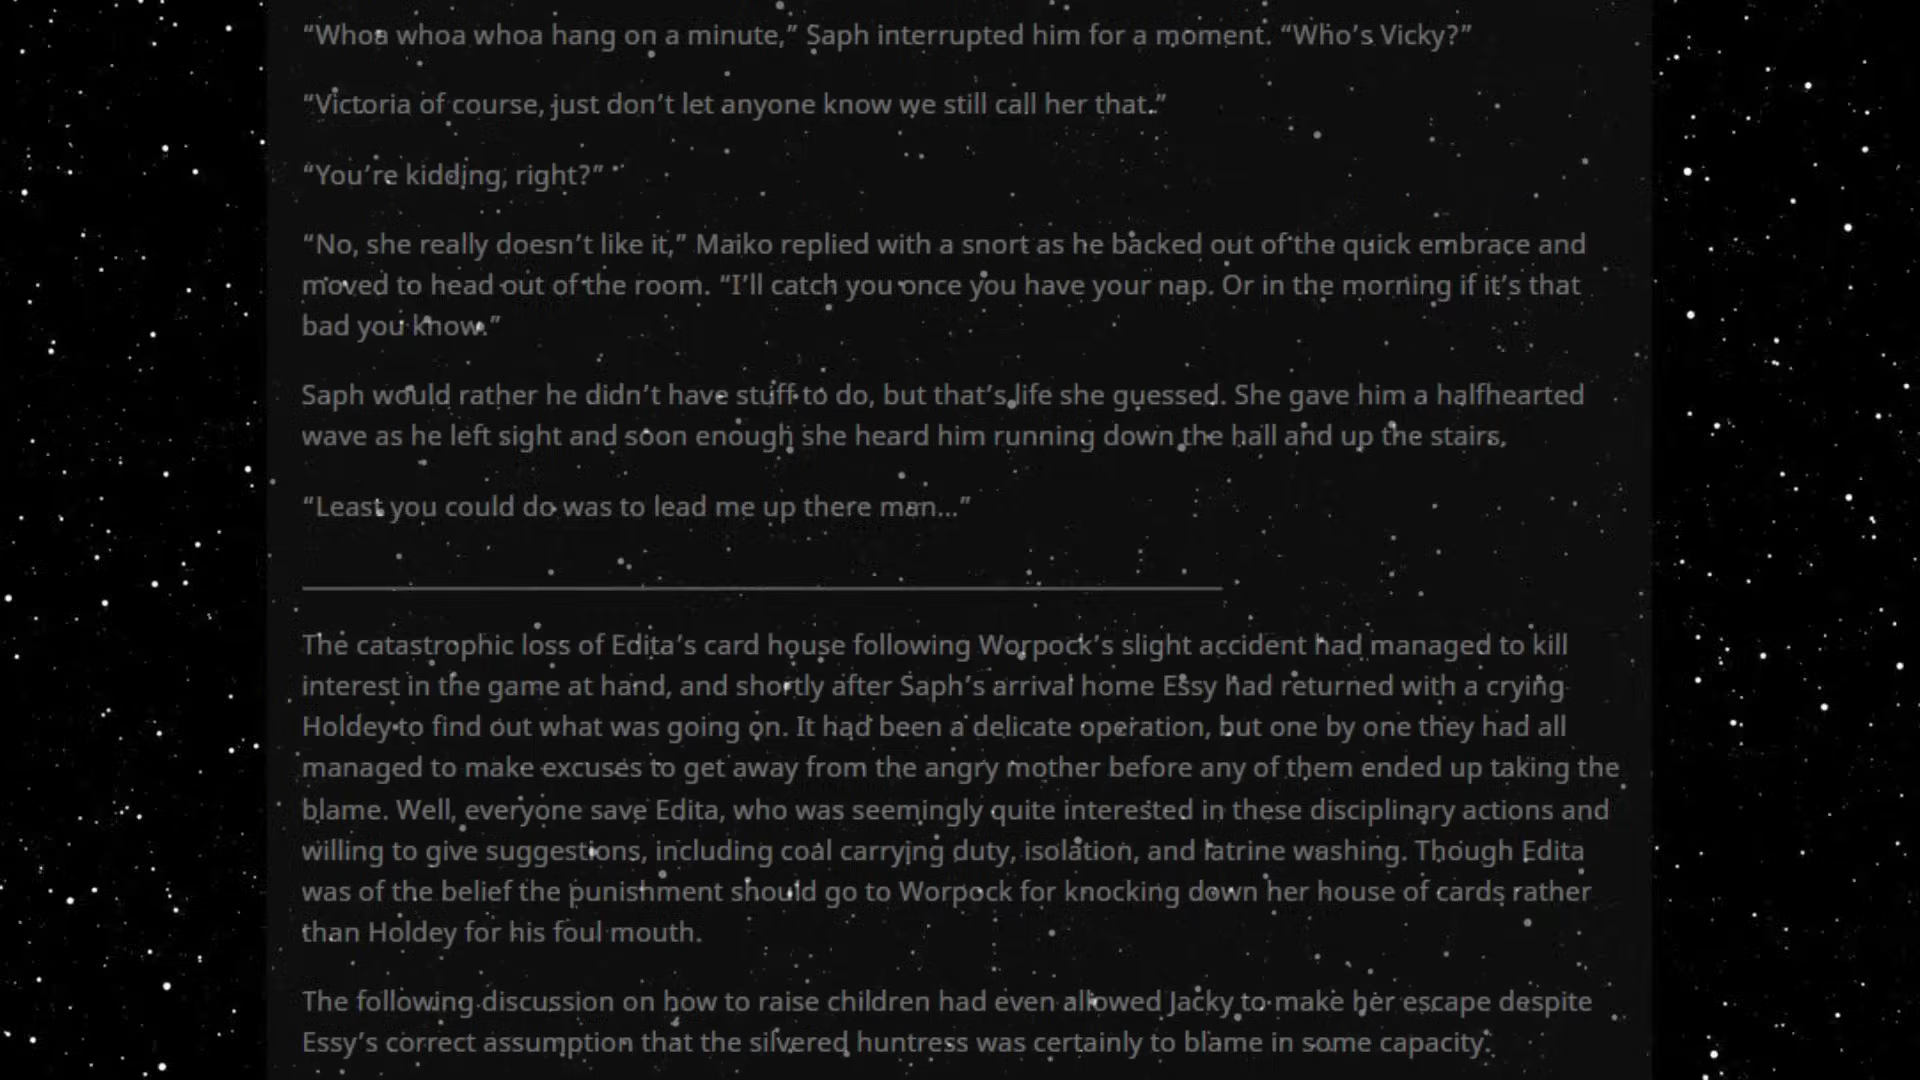 “Whoa whoa whoa hang on a minute,” Saph interrupted him for a moment. “Who’s Vicky?”
“Victoria of course, just don’t let anyone know we still call her that.”
“You’re kidding, right?”
“No, she really doesn’t like it,” Maiko replied with a snort as he backed out of the quick embrace and
moved to head out of the room. “I’ll catch you once you have your nap. Or in the morning if it’s that
bad you know.”
Saph would rather he didn’t have stuff to do, but that’s life she guessed. She gave him a halfhearted
wave as he left sight and soon enough she heard him running down the hall and up the stairs,
“Least you could do was to lead me up there man...”
The catastrophic loss of Edita’s card house following Worpock’s slight accident had managed to kill
interest in the game at hand, and shortly after Saph’s arrival home Essy had returned with a crying
Holdey to find out what was going on. It had been a delicate operation, but one by one they had all
managed to make excuses to get away from the angry mother before any of them ended up taking the
blame. Well, everyone save Edita, who was seemingly quite interested in these disciplinary actions and
willing to give suggestions, including coal carrying duty, isolation, and latrine washing. Though Edita
was of the belief the punishment should go to Worpock for knocking down her house of cards rather
than Holdey for his foul mouth.
The following discussion on how to raise children had even allowed Jacky to make her escape despite
Essy’s correct assumption that the silvered huntress was certainly to blame in some capacity.